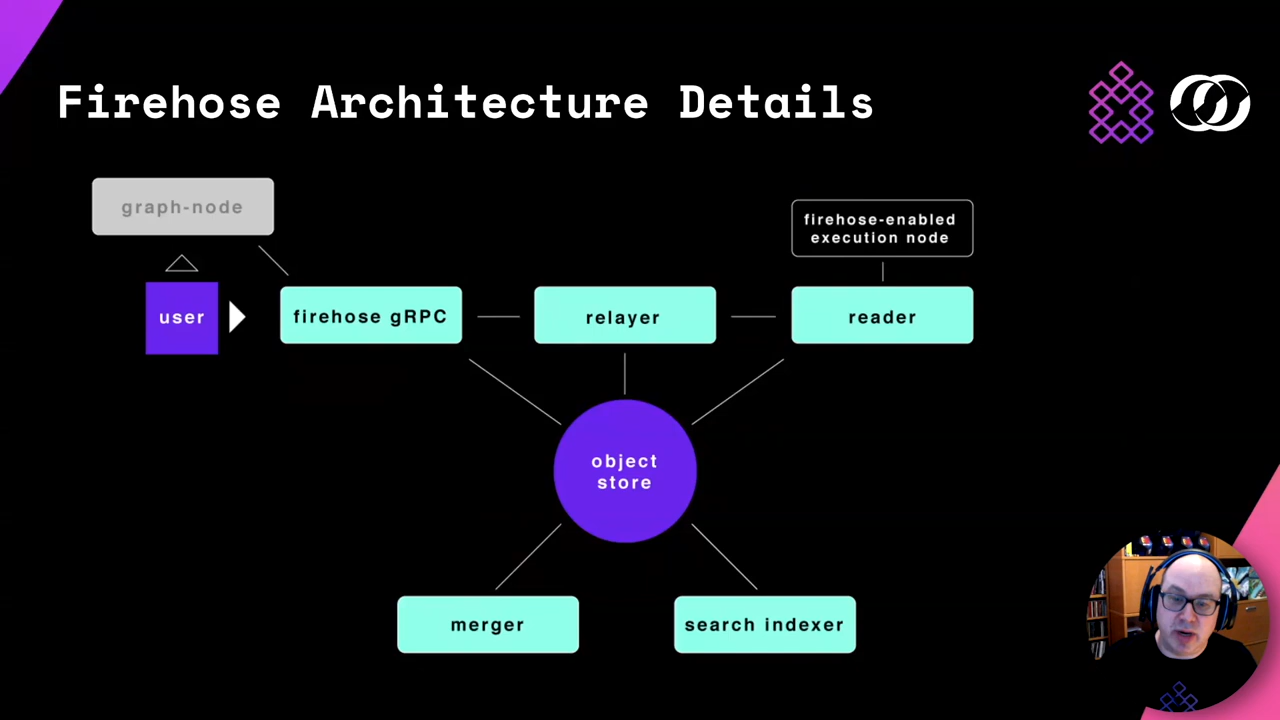 Firehose Architecture Details
graph-node
firehose-enabled
execution node
user
firehose gRPC
relayer
reader
object
store
merger
search indexer